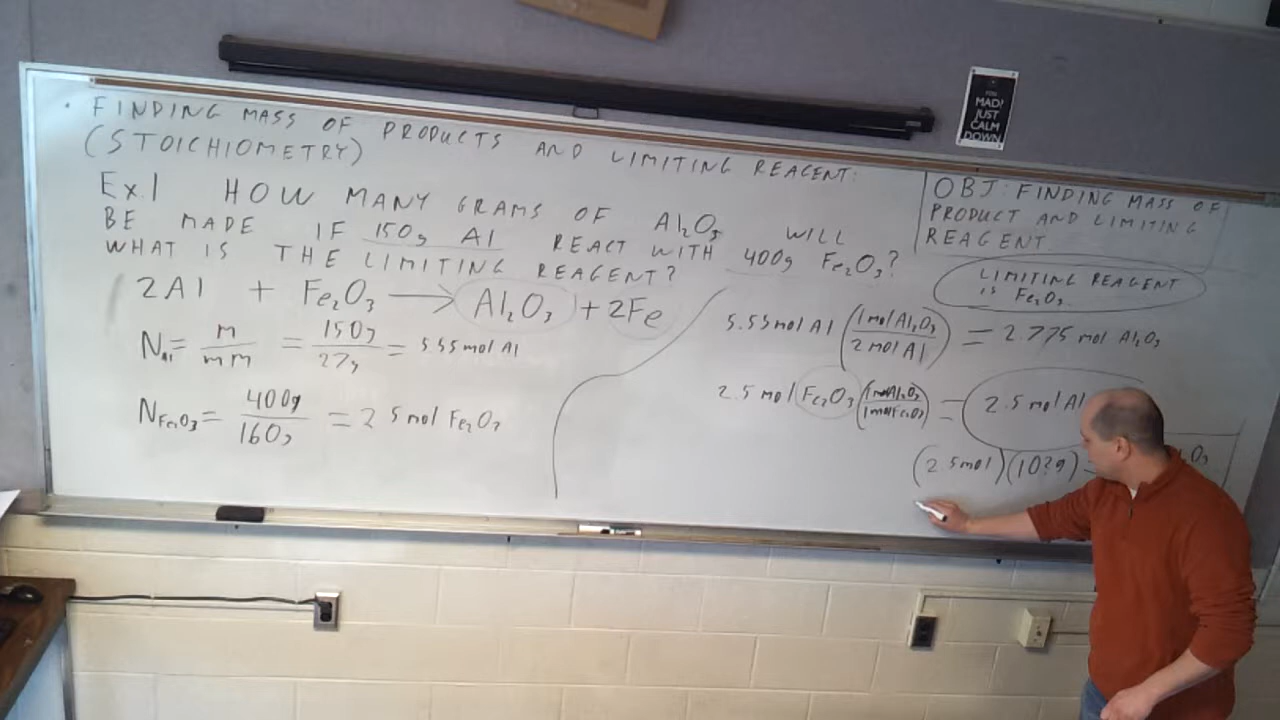 • FINDING MASS OF PRODUCTS AND LIMITING REAGENT:
(STOICHIOMETRY)
Ex.1 HOW MANY GRAMS OF Al₂O₃ WILL
BE MADE IF 150g Al REACT WITH 400g Fe₂O₃?
WHAT IS THE LIMITING REAGENT?
2Al + Fe₂O₃ → Al₂O₃ + 2Fe
N_Al = m/mm = 150g/27g = 5.55 mol Al
N_Fe₂O₃ = 400g/160g = 2.5 mol Fe₂O₃
OBJ: FINDING MASS OF
PRODUCT AND LIMITING
REAGENT
LIMITING REAGENT
is Fe₂O₃.
5.55 mol Al (1 mol Al₂O₃/2 mol Al) = 2.775 mol Al₂O₃
2.5 mol Fe₂O₃ (1 mol Al₂O₃/1 mol Fe₂O₃) = 2.5 mol Al
(2.5 mol)(102g) =
MAD?
JUST
CALM
DOWN